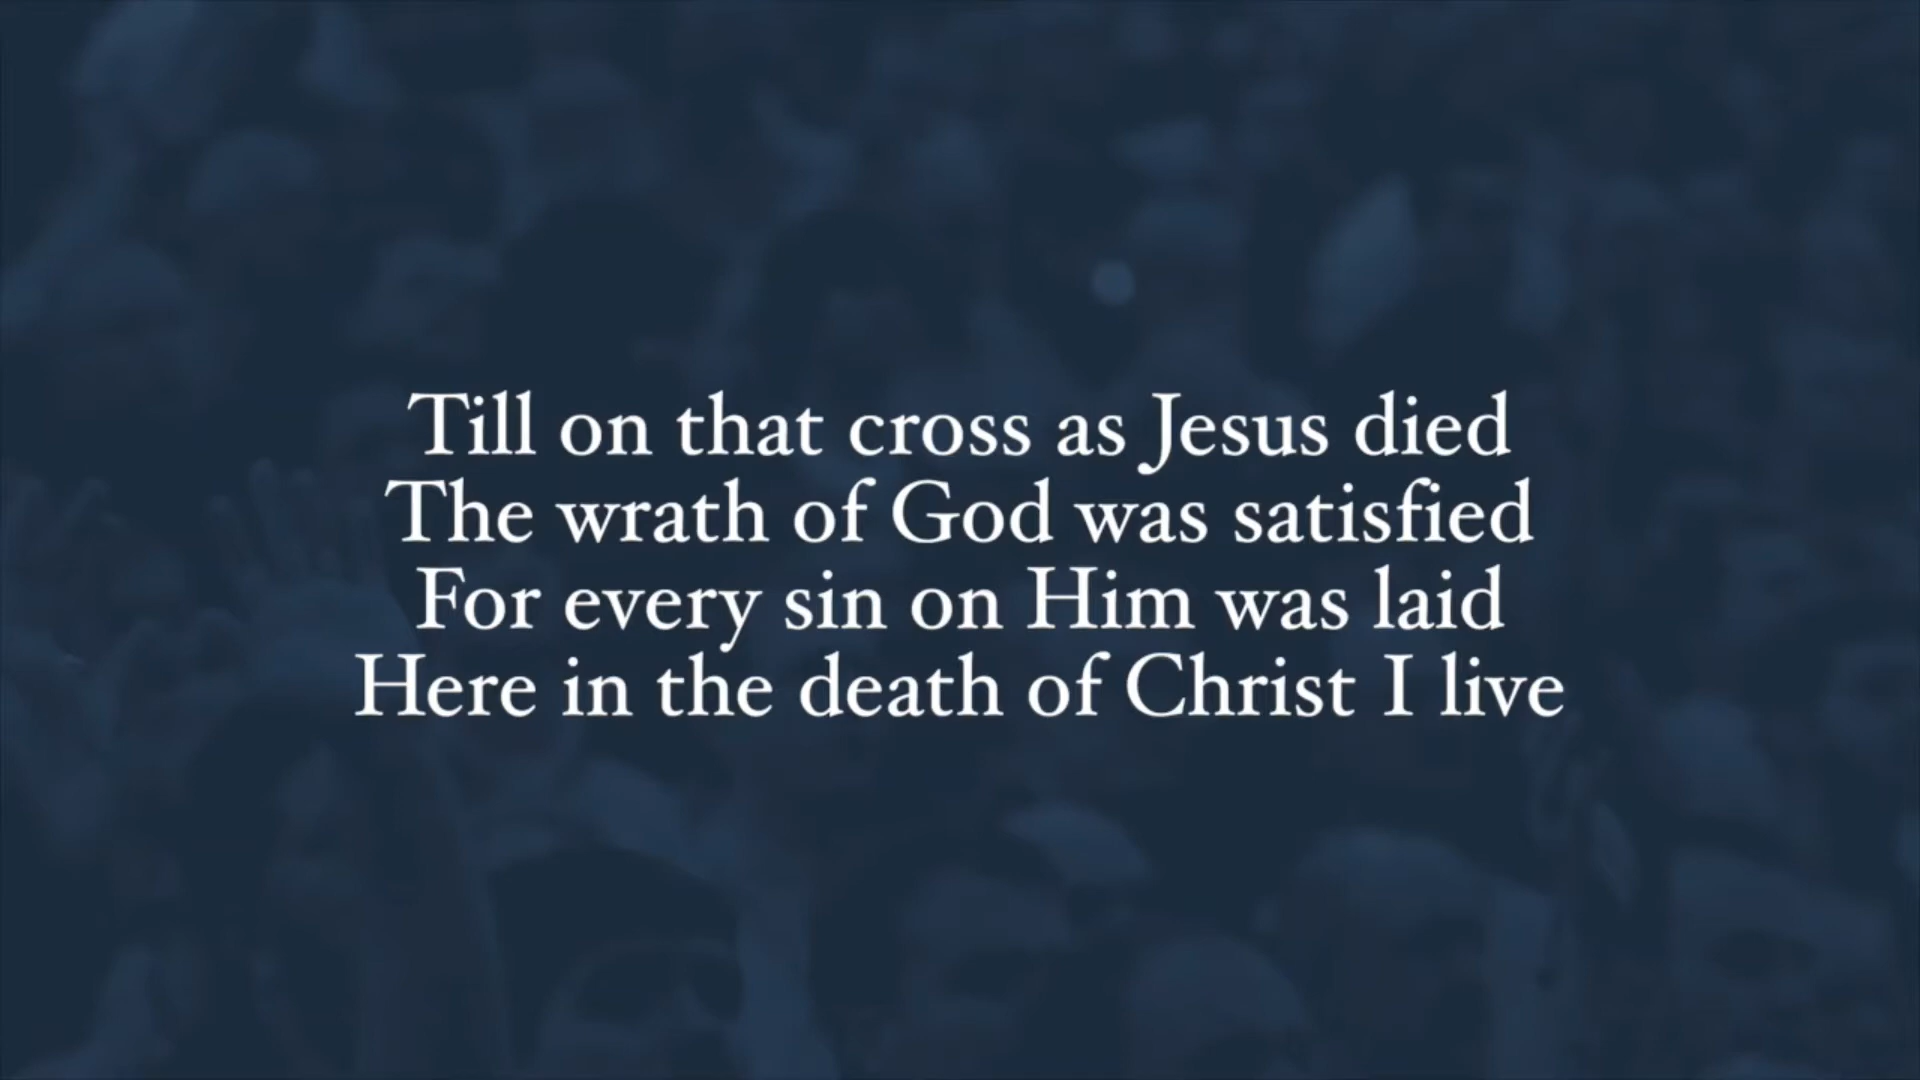 Till on that cross as Jesus died
The wrath of God was satisfied
For every sin on Him was laid
Here in the death of Christ I live